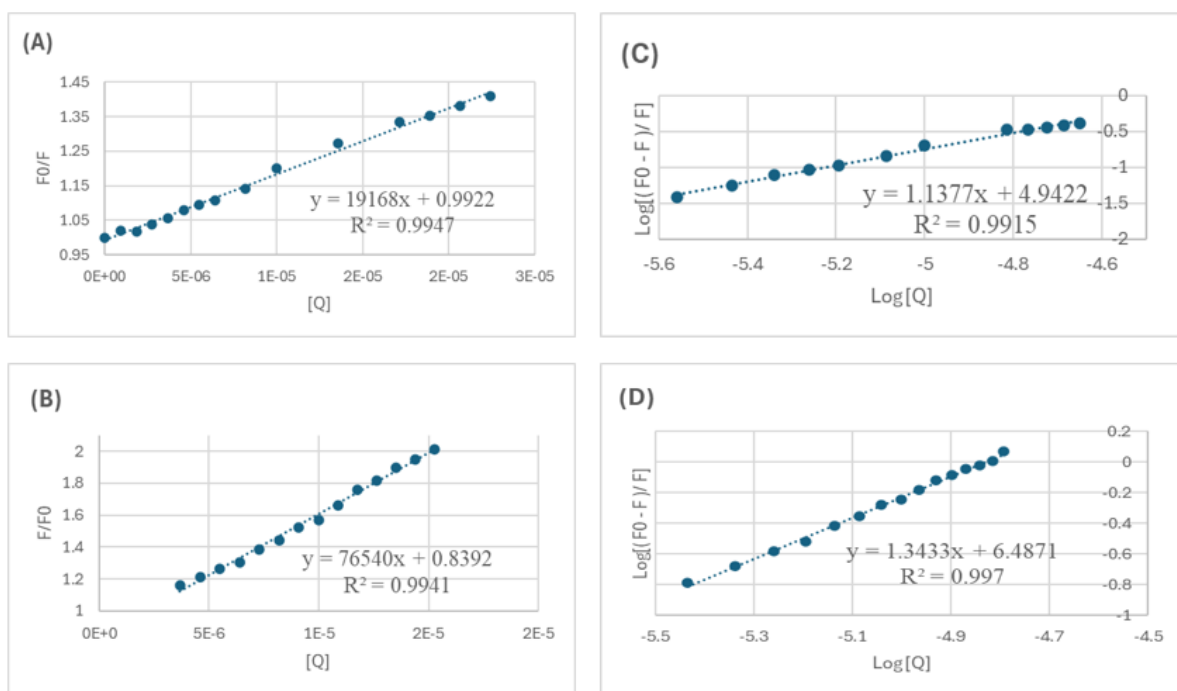 (A)
F0/F
1.45
1.35
1.25
1.15
1.05
0.95
y = 19168x + 0.9922
R² = 0.9947
0E+00 5E-06 1E-05 2E-05 2E-05 3E-05
[Q]
(C)
Log[(F0 - F)/ F]
0
-0.5
-1
-1.5
-2
y = 1.1377x + 4.9422
R² = 0.9915
-5.6 -5.4 -5.2 -5 -4.8 -4.6
Log[Q]
(B)
F/F0
2
1.8
1.6
1.4
1.2
1
y = 76540x + 0.8392
R² = 0.9941
0E+0 5E-6 1E-5 2E-5 2E-5
[Q]
(D)
Log[(F0 - F)/ F]
0.2
0
-0.2
-0.4
-0.6
-0.8
-1
y = 1.3433x + 6.4871
R² = 0.997
-5.5 -5.3 -5.1 -4.9 -4.7 -4.5
Log[Q]